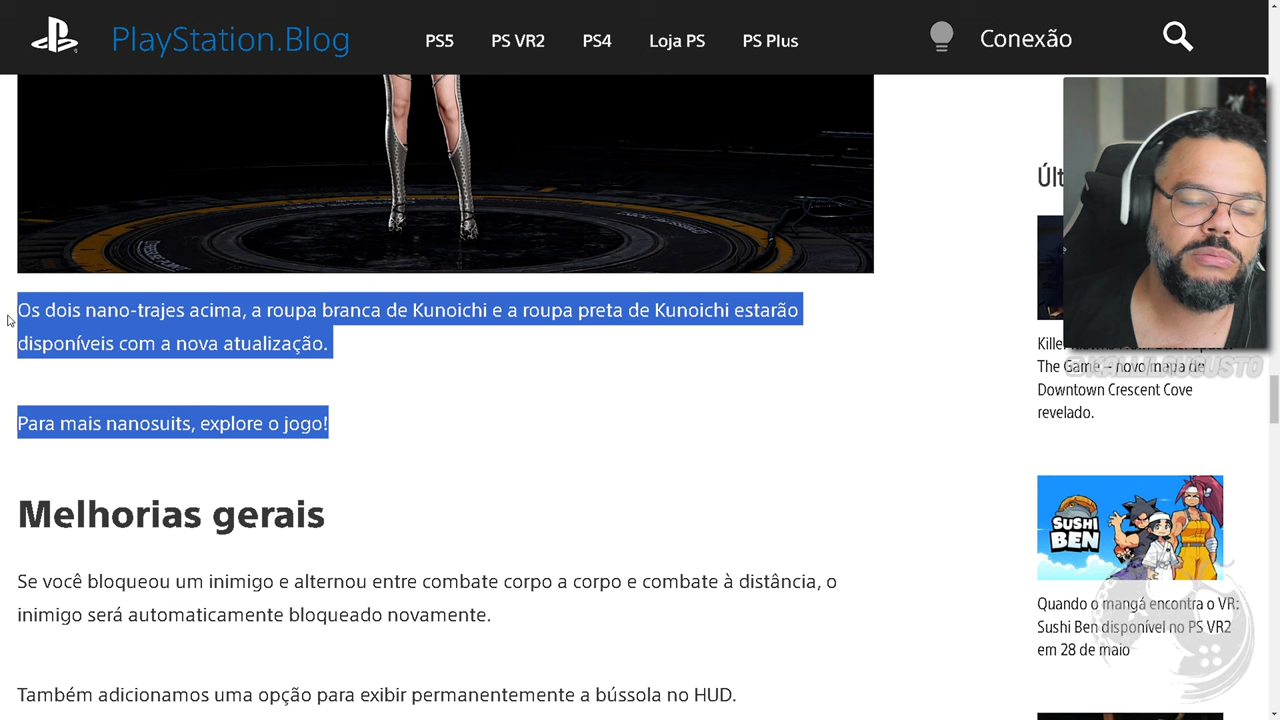 PlayStation.Blog
PS5
PS VR2
PS4
Loja PS
PS Plus
Conexão
Os dois nano-trajes acima, a roupa branca de Kunoichi e a roupa preta de Kunoichi estarão
disponíveis com a nova atualização.
Para mais nanosuits, explore o jogo!
Melhorias gerais
Se você bloqueou um inimigo e alternou entre combate corpo a corpo e combate à distância, o
inimigo será automaticamente bloqueado novamente.
Também adicionamos uma opção para exibir permanentemente a bússola no HUD.
Últ
@KALLILAUGUSTO
The Game – novo mapa de
Downtown Crescent Cove
revelado.
SUSHI
BEN
Quando o mangá encontra o VR:
Sushi Ben disponível no PS VR2
em 28 de maio